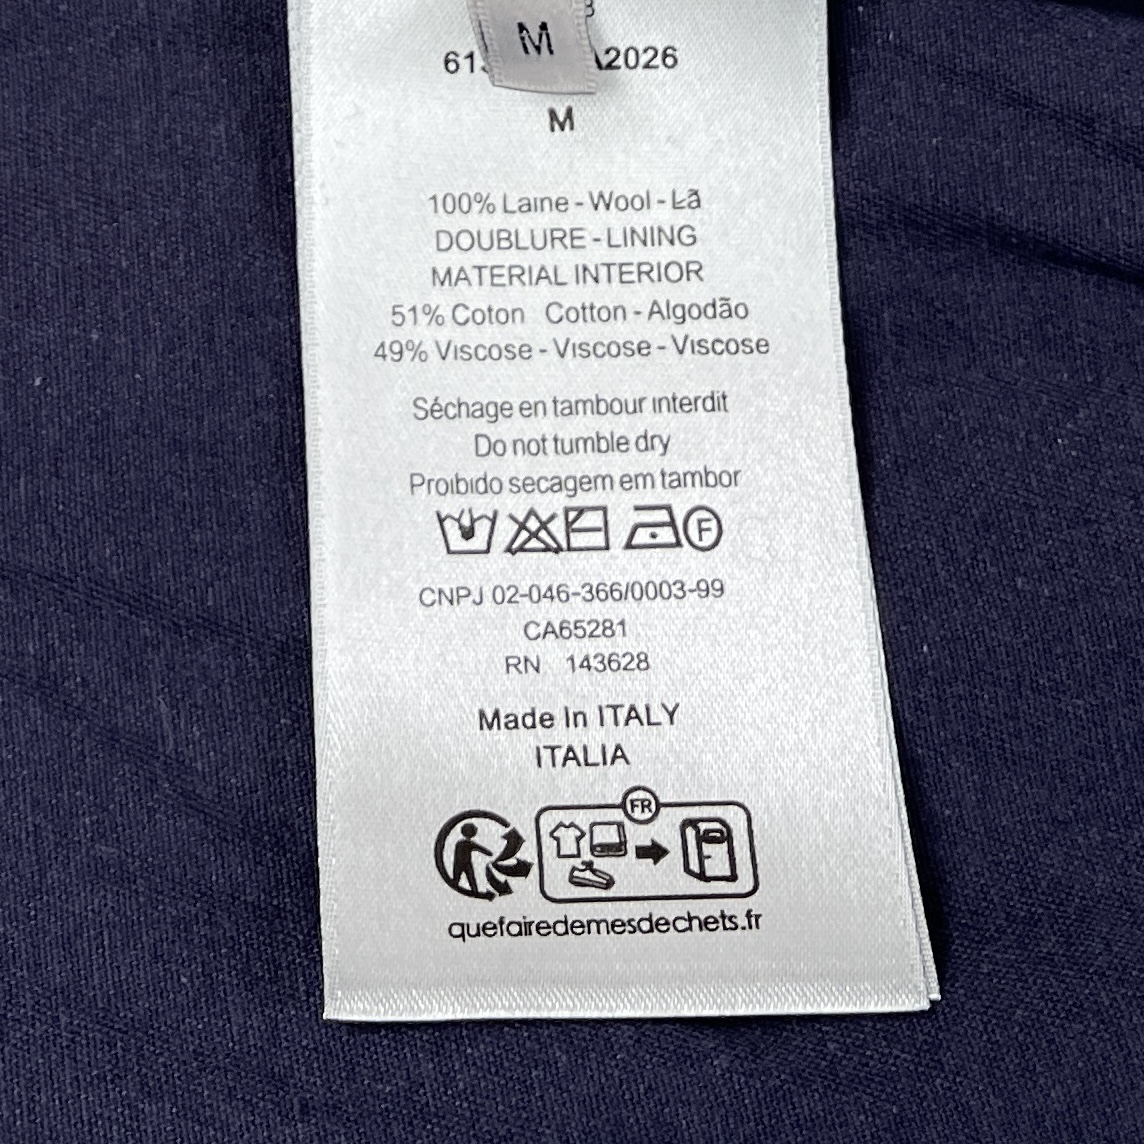 M
2026
M
100% Laine - Wool - Lã
DOUBLURE - LINING
MATERIAL INTERIOR
51% Coton Cotton - Algodão
49% Viscose - Viscose - Viscose
Séchage en tambour interdit
Do not tumble dry
Proibido secagem em tambor
F
CNPJ 02-046-366/0003-99
CA65281
RN 143628
Made In ITALY
ITALIA
FR
quefairedemesdechets.fr